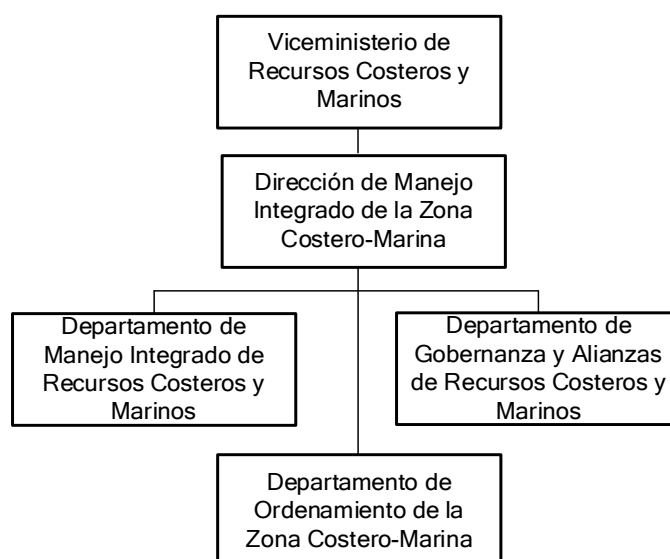 Viceministerio de
Recursos Costeros y
Marinos
Dirección de Manejo
Integrado de la Zona
Costero-Marina
Departamento de
Manejo Integrado de
Recursos Costeros y
Marinos
Departamento de
Gobernanza y Alianzas
de Recursos Costeros y
Marinos
Departamento de
Ordenamiento de la
Zona Costero-Marina